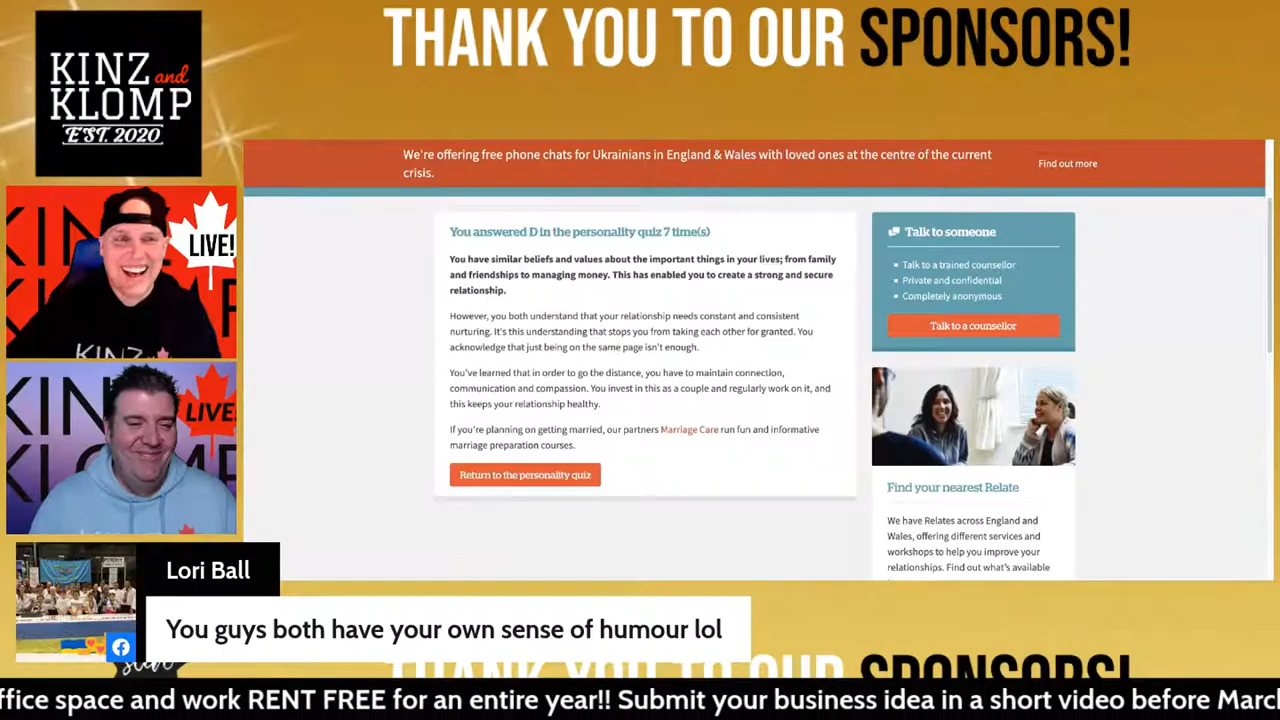 THANK YOU TO OUR SPONSORS!
KINZ and
KLOMP
EST. 2020
We're offering free phone chats for Ukrainians in England & Wales with loved ones at the centre of the current
crisis.
Find out more
LIVE!
KINZ
LIVE!
You answered D in the personality quiz 7 time(s)
You have similar beliefs and values about the important things in your lives; from family
and friendships to managing money. This has enabled you to create a strong and secure
relationship.
However, you both understand that your relationship needs constant and consistent
nurturing. It's this understanding that stops you from taking each other for granted. You
acknowledge that just being on the same page isn't enough.
You've learned that in order to go the distance, you have to maintain connection,
communication and compassion. You invest in this as a couple and regularly work on it, and
this keeps your relationship healthy.
If you're planning on getting married, our partners Marriage Care run fun and informative
marriage preparation courses.
Return to the personality quiz
Talk to someone
Talk to a trained counsellor
Private and confidential
Completely anonymous
Talk to a counsellor
Find your nearest Relate
We have Relates across England and
Wales, offering different services and
workshops to help you improve your
relationships. Find out what's available
Lori Ball
You guys both have your own sense of humour lol
THANK YOU TO OUR SPONSORS!
ffice space and work RENT FREE for an entire year!! Submit your business idea in a short video before Marc